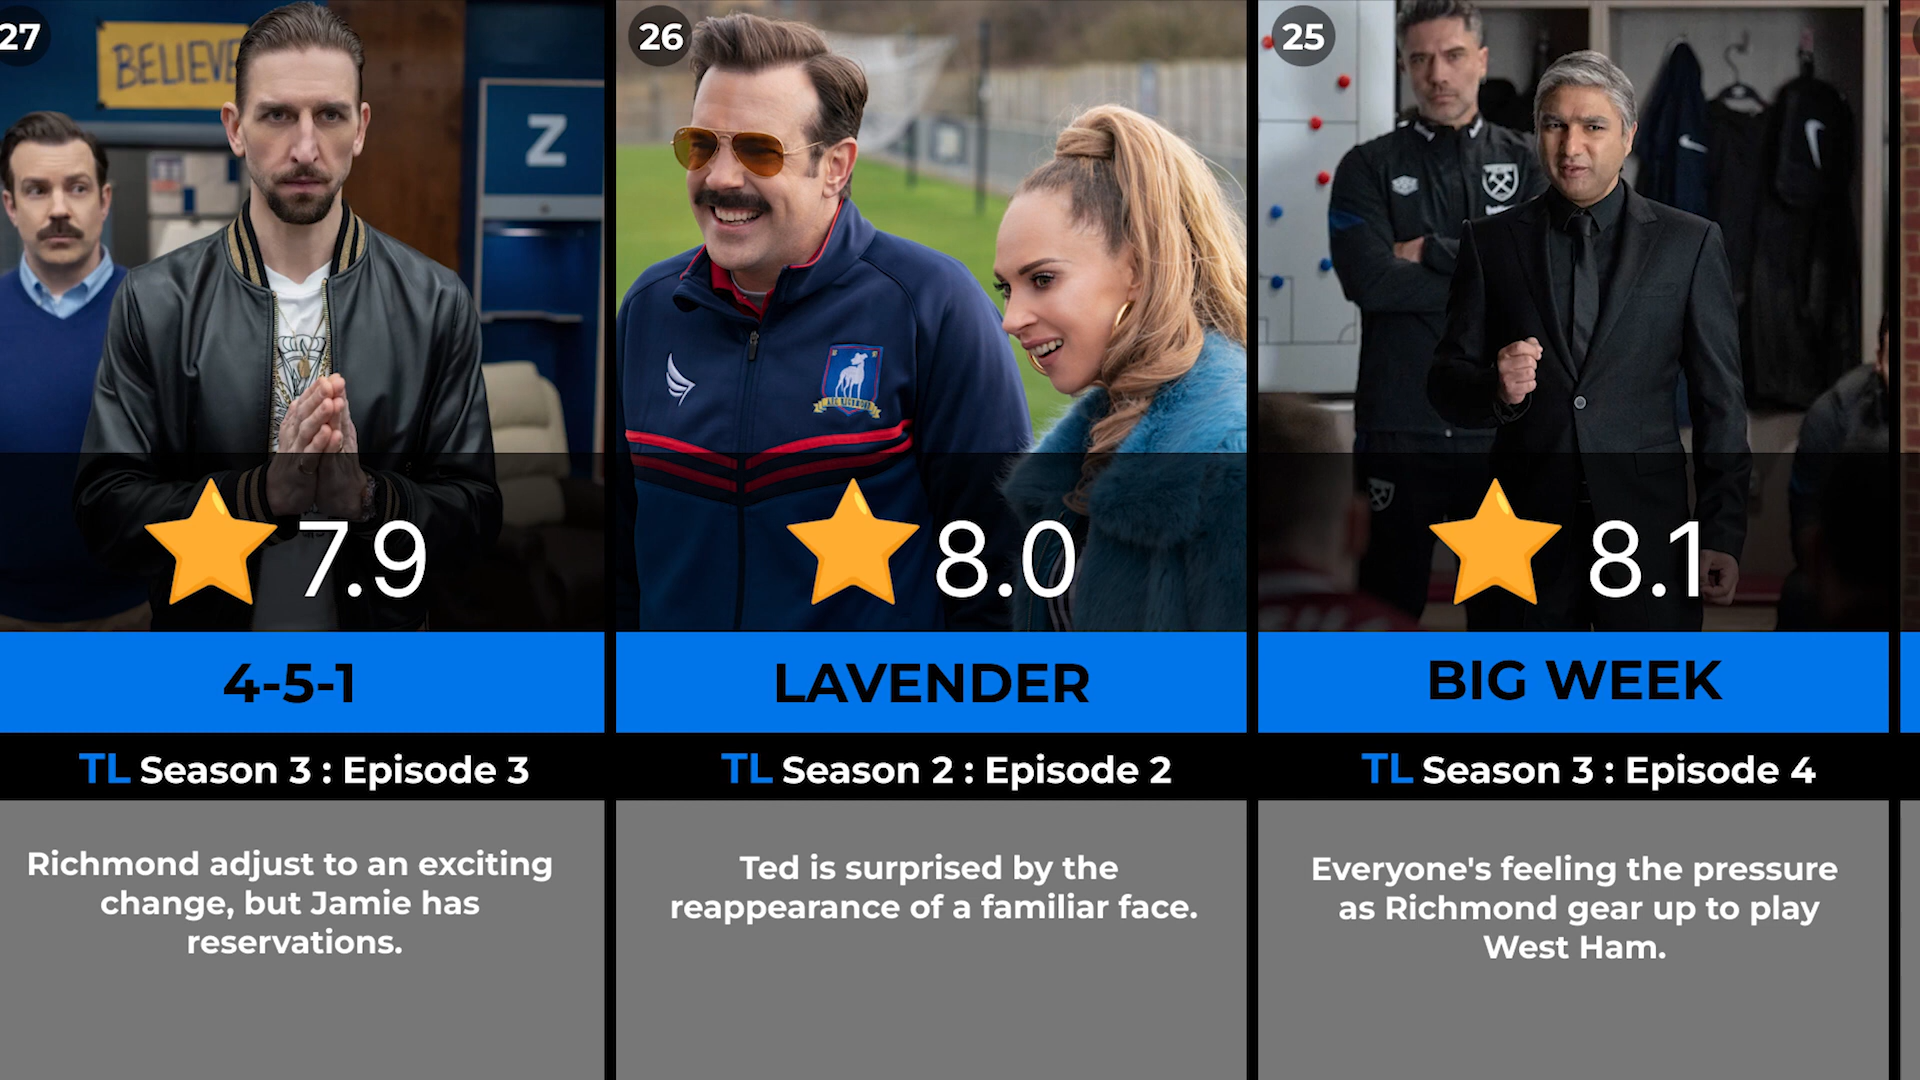 27
BELIEVE
Z
7.9
4-5-1
TL Season 3 : Episode 3
Richmond adjust to an exciting
change, but Jamie has
reservations.
26
8.0
LAVENDER
TL Season 2 : Episode 2
Ted is surprised by the
reappearance of a familiar face.
25
8.1
BIG WEEK
TL Season 3 : Episode 4
Everyone's feeling the pressure
as Richmond gear up to play
West Ham.